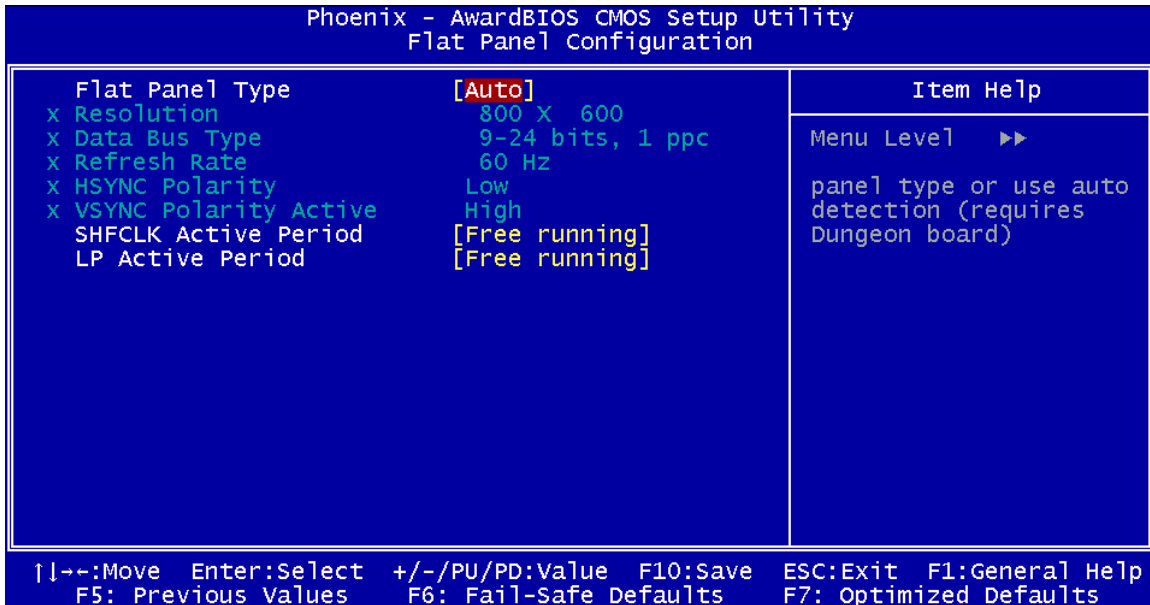 Phoenix - AwardBIOS CMOS Setup Utility
Flat Panel Configuration
Flat Panel Type [Auto]
x Resolution 800 X 600
x Data Bus Type 9-24 bits, 1 ppc
x Refresh Rate 60 Hz
x HSYNC Polarity Low
x VSYNC Polarity Active High
SHFCLK Active Period [Free running]
LP Active Period [Free running]
Item Help
Menu Level ▶▶
panel type or use auto
detection (requires
Dungeon board)
↑↓→←:Move Enter:Select +/-/PU/PD:Value F10:Save ESC:Exit F1:General Help
F5: Previous Values F6: Fail-Safe Defaults F7: Optimized Defaults